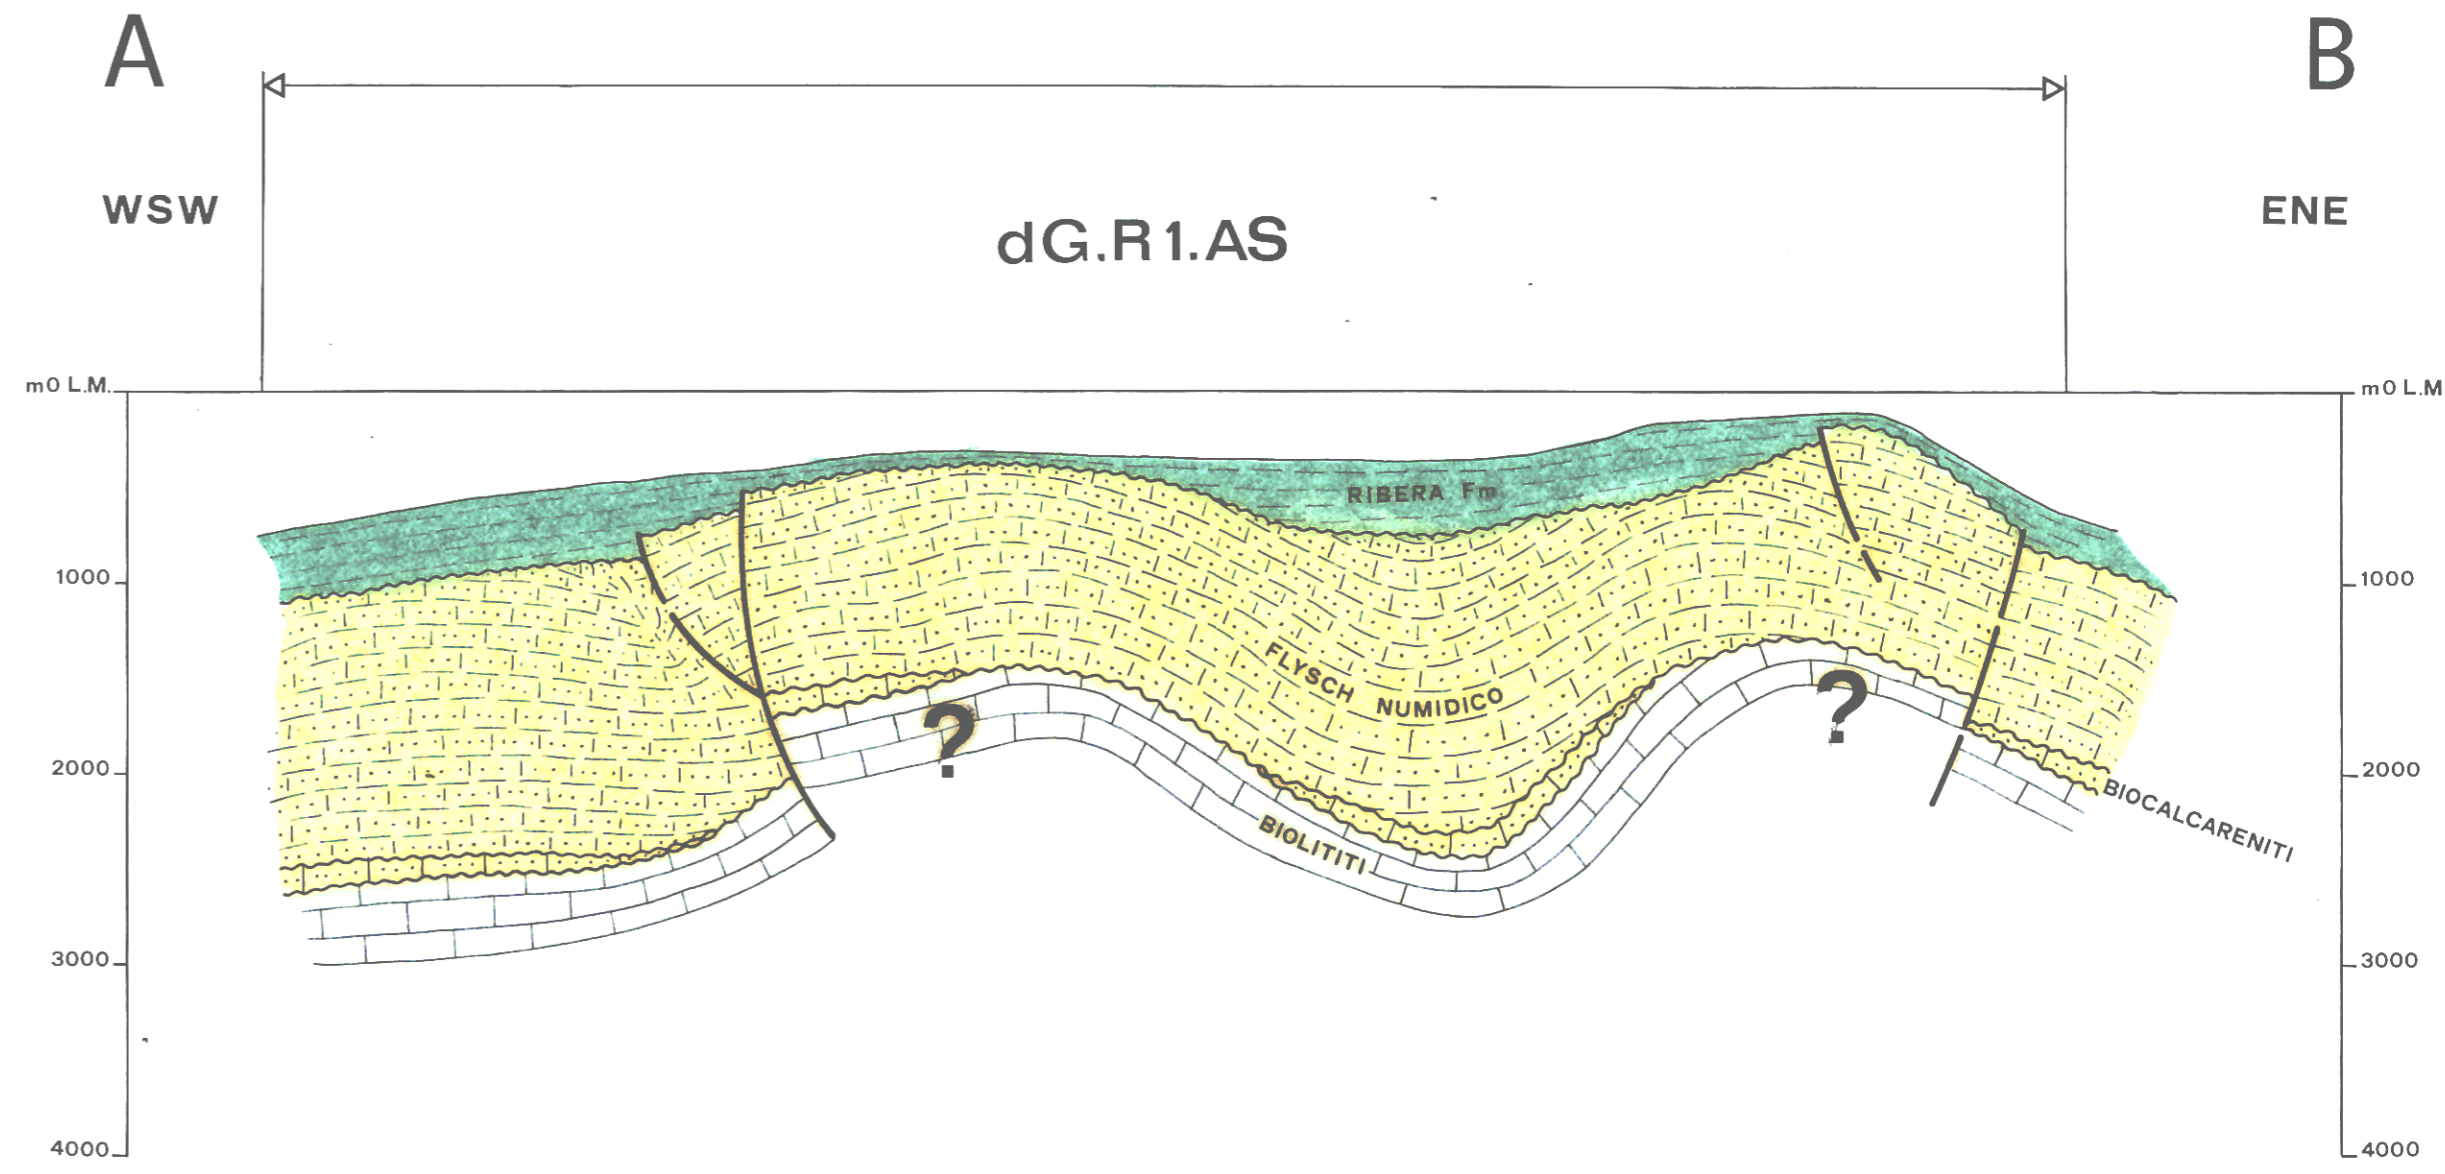 A
B
WSW
ENE
dG.R1.AS
m0 L.M.
m0 L.M
RIBERA Fm
1000
1000
FLYSCH NUMIDICO
?
?
2000
2000
BIOCALCARENITI
BIOLITITI
3000
3000
4000
4000